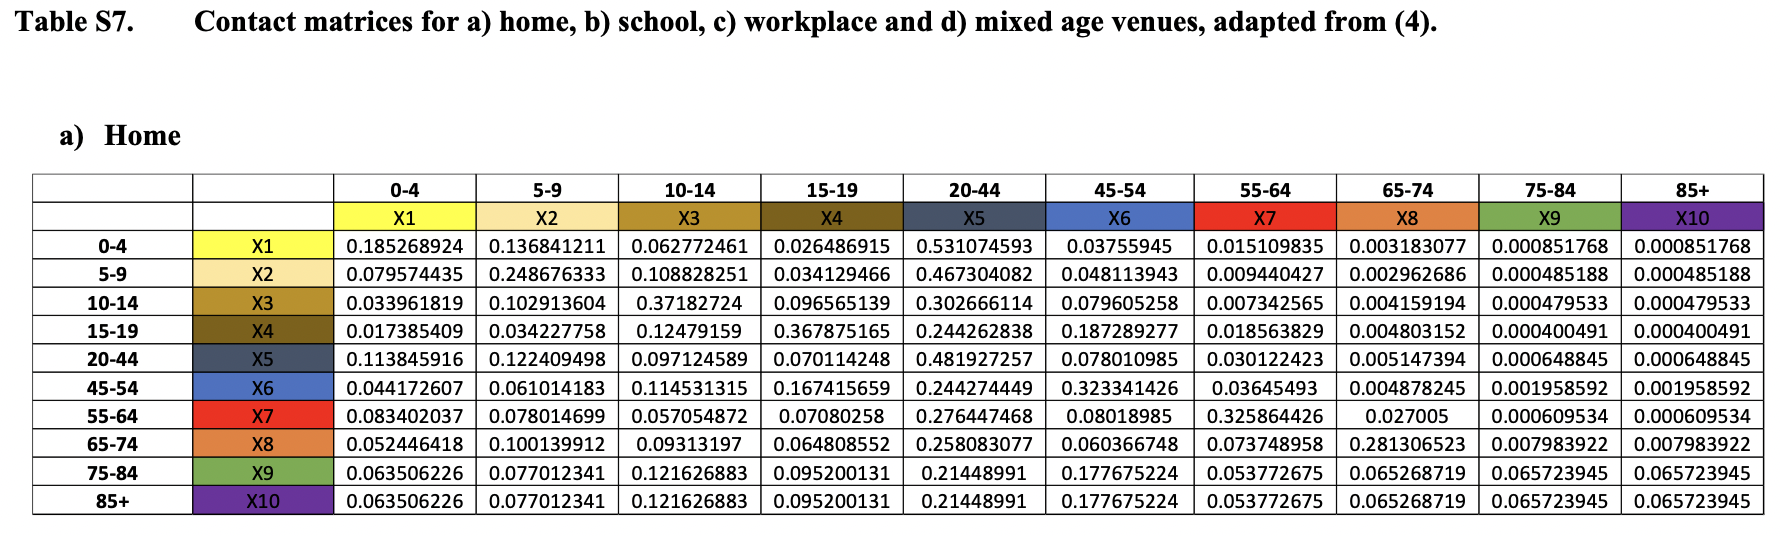 Table S7. Contact matrices for a) home, b) school, c) workplace and d) mixed age venues, adapted from (4).
a) Home
0-4 5-9 10-14 15-19 20-44 45-54 55-64 65-74 75-84 85+
X1 X2 X3 X4 X5 X6 X7 X8 X9 X10
0-4 X1 0.185268924 0.136841211 0.062772461 0.026486915 0.531074593 0.03755945 0.015109835 0.003183077 0.000851768 0.000851768
5-9 X2 0.079574435 0.248676333 0.108828251 0.034129466 0.467304082 0.048113943 0.009440427 0.002962686 0.000485188 0.000485188
10-14 X3 0.033961819 0.102913604 0.37182724 0.096565139 0.302666114 0.079605258 0.007342565 0.004159194 0.000479533 0.000479533
15-19 X4 0.017385409 0.034227758 0.12479159 0.367875165 0.244262838 0.187289277 0.018563829 0.004803152 0.000400491 0.000400491
20-44 X5 0.113845916 0.122409498 0.097124589 0.070114248 0.481927257 0.078010985 0.030122423 0.005147394 0.000648845 0.000648845
45-54 X6 0.044172607 0.061014183 0.114531315 0.167415659 0.244274449 0.323341426 0.03645493 0.004878245 0.001958592 0.001958592
55-64 X7 0.083402037 0.078014699 0.057054872 0.07080258 0.276447468 0.08018985 0.325864426 0.027005 0.000609534 0.000609534
65-74 X8 0.052446418 0.100139912 0.09313197 0.064808552 0.258083077 0.060366748 0.073748958 0.281306523 0.007983922 0.007983922
75-84 X9 0.063506226 0.077012341 0.121626883 0.095200131 0.21448991 0.177675224 0.053772675 0.065268719 0.065723945 0.065723945
85+ X10 0.063506226 0.077012341 0.121626883 0.095200131 0.21448991 0.177675224 0.053772675 0.065268719 0.065723945 0.065723945